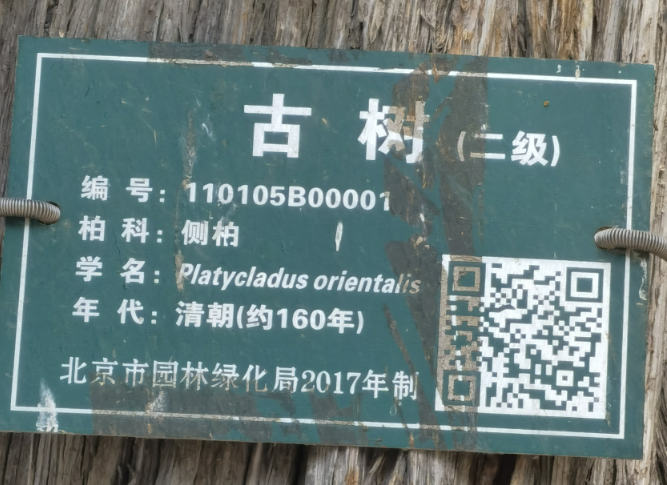 古树(二级)
编号：110105B00001
柏科：侧柏
学名：Platycladus orientalis
年代：清朝(约160年)
北京市园林绿化局2017年制